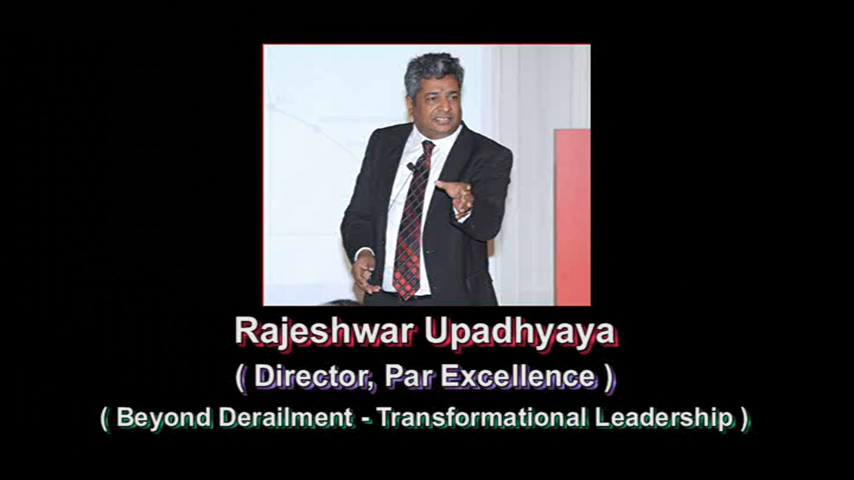 Rajeshwar Upadhyaya
( Director, Par Excellence )
( Beyond Derailment - Transformational Leadership )